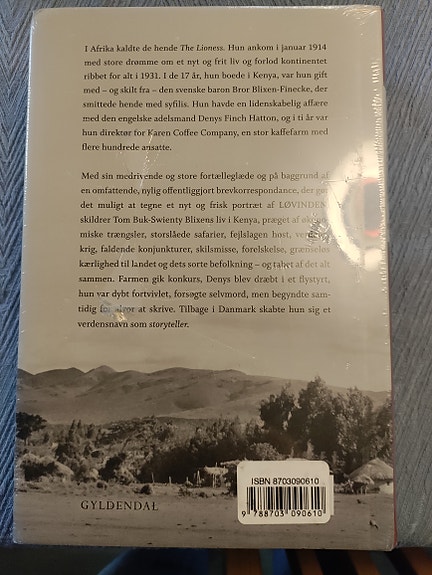 I Afrika kaldte de hende The Lioness. Hun ankom i januar 1914
med store drømme om et nyt og frit liv og forlod kontinentet
ribbet for alt i 1931. I de 17 år, hun boede i Kenya, var hun gift
med – og skilt fra – den svenske baron Bror Blixen-Finecke, der
smittede hende med syfilis. Hun havde en lidenskabelig affære
med den engelske adelsmand Denys Finch Hatton, og i ti år var
hun direktør for Karen Coffee Company, en stor kaffefarm med
flere hundrede ansatte.
Med sin medrivende og store fortælleglæde og på baggrund af
en omfattende, nylig offentliggjort brevkorrespondance, der gør
det muligt at tegne et nyt og frisk portræt af LØVINDEN,
skildrer Tom Buk-Swienty Blixens liv i Kenya, præget af økono-
miske trængsler, storslåede safarier, fejlslagen høst, verdens-
krig, faldende konjunkturer, skilsmisse, forelskelse, grænseløs
kærlighed til landet og dets sorte befolkning – og tabet af det alt
sammen. Farmen gik konkurs, Denys blev dræbt i et flystyrt,
hun var dybt fortvivlet, forsøgte selvmord, men begyndte sam-
tidig for alvor at skrive. Tilbage i Danmark skabte hun sig et
verdensnavn som storyteller.
GYLDENDAL
ISBN 8703090610
9 788703 090610